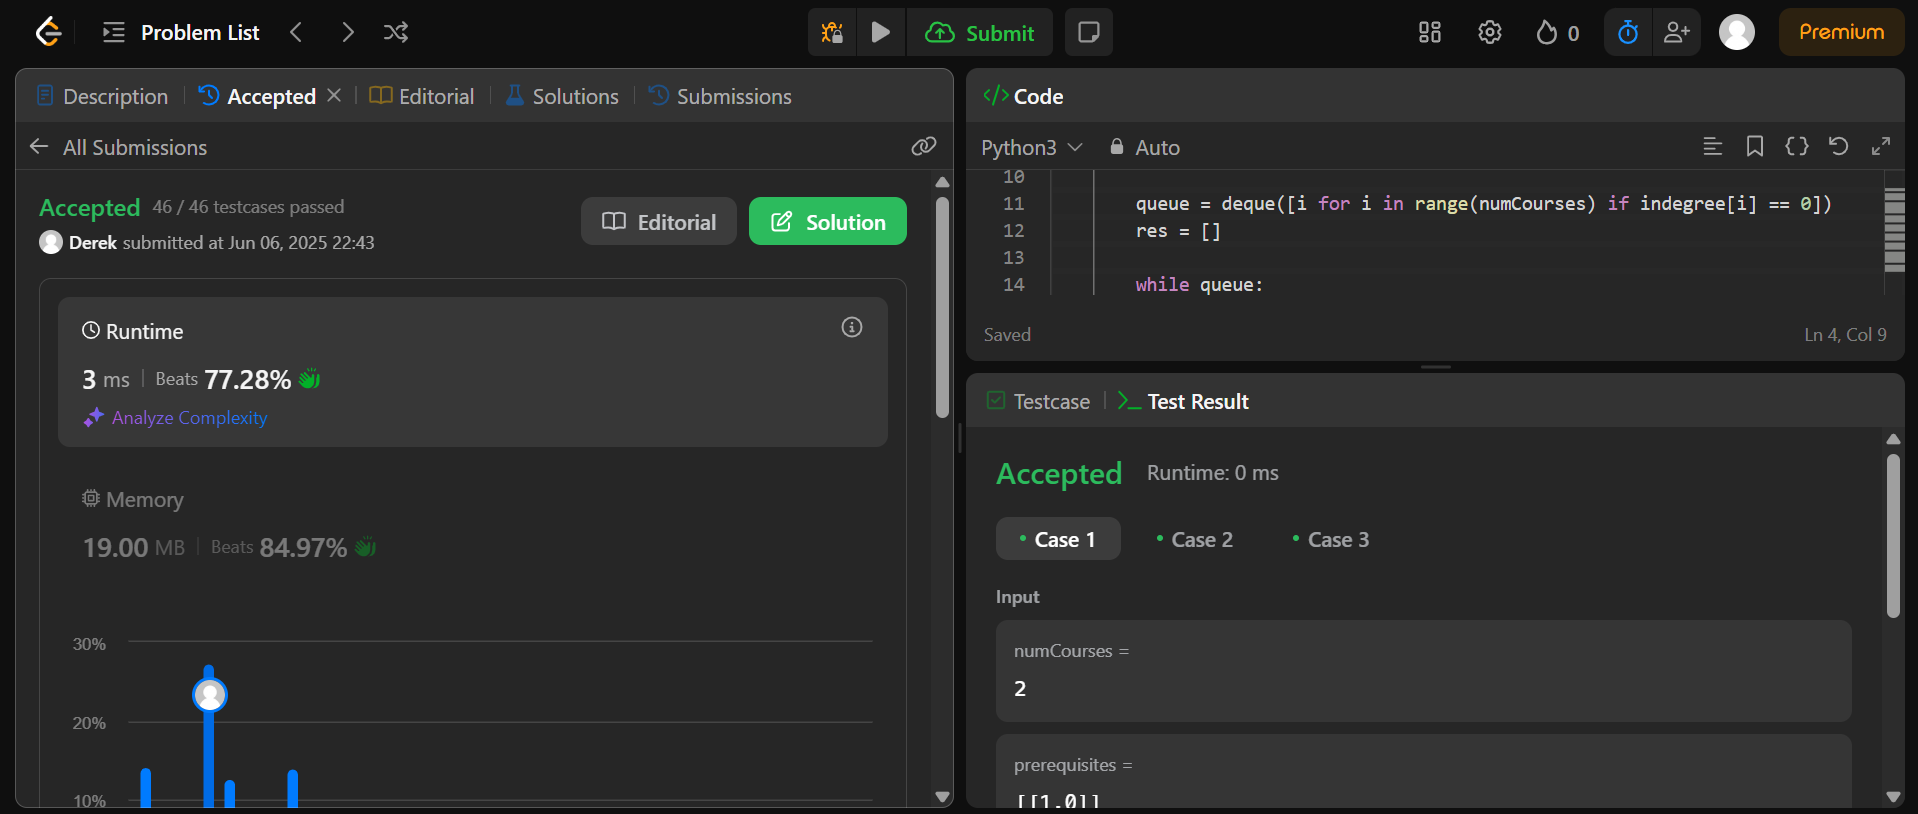 Problem List
Submit
0
Premium
Description
Accepted
Editorial
Solutions
Submissions
All Submissions
Accepted 46 / 46 testcases passed
Derek submitted at Jun 06, 2025 22:43
Editorial
Solution
Runtime
3 ms Beats 77.28%
Analyze Complexity
Memory
19.00 MB Beats 84.97%
30%
20%
10%
</> Code
Python3
Auto
10
11 queue = deque([i for i in range(numCourses) if indegree[i] == 0])
12 res = []
13
14 while queue:
Saved
Ln 4, Col 9
Testcase
Test Result
Accepted Runtime: 0 ms
Case 1
Case 2
Case 3
Input
numCourses =
2
prerequisites =
[[1,0]]